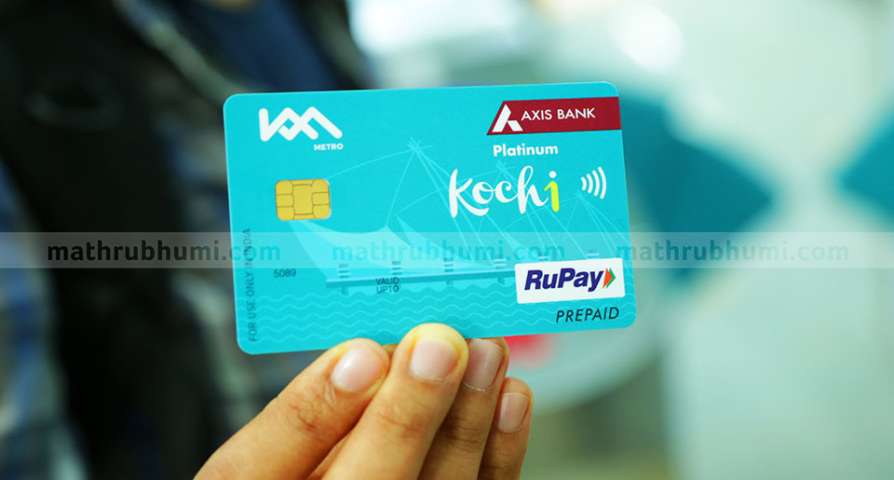 METRO
AXIS BANK
Platinum
Kochi
mathrubhumi.com mathrubhumi.com mathrubhumi.com
FOR USE ONLY IN INDIA
5089
VALID
UPTO
RuPay
PREPAID